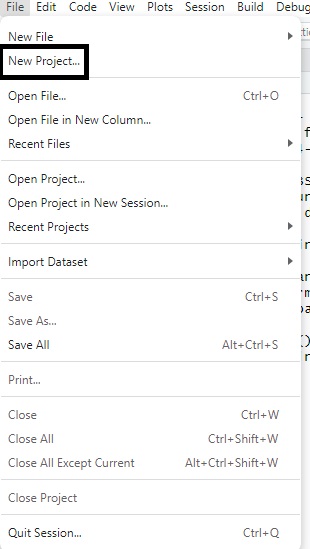 File Edit Code View Plots Session Build Debug
New File
New Project...
Open File... Ctrl+O
Open File in New Column...
Recent Files
Open Project...
Open Project in New Session...
Recent Projects
Import Dataset
Save Ctrl+S
Save As...
Save All Alt+Ctrl+S
Print...
Close Ctrl+W
Close All Ctrl+Shift+W
Close All Except Current Alt+Ctrl+Shift+W
Close Project
Quit Session... Ctrl+Q